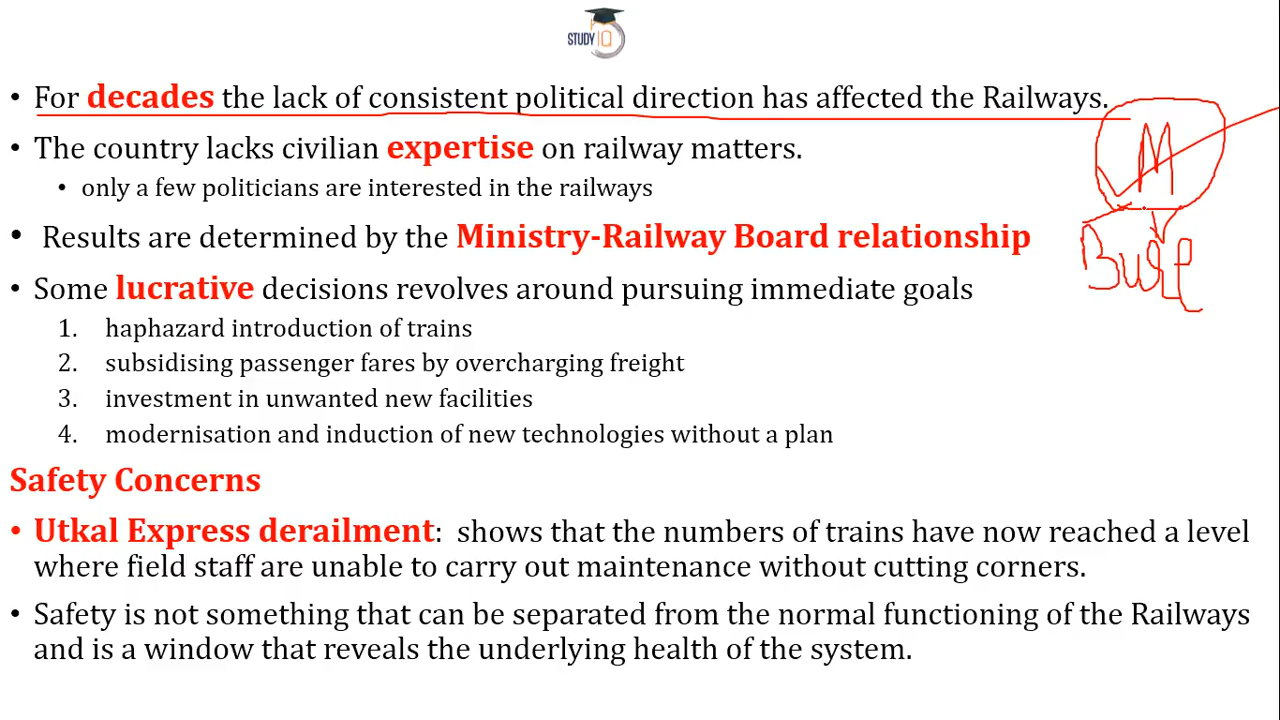 STUDY IQ
• For decades the lack of consistent political direction has affected the Railways.
• The country lacks civilian expertise on railway matters.
• only a few politicians are interested in the railways
• Results are determined by the Ministry-Railway Board relationship
• Some lucrative decisions revolves around pursuing immediate goals
1. haphazard introduction of trains
2. subsidising passenger fares by overcharging freight
3. investment in unwanted new facilities
4. modernisation and induction of new technologies without a plan
Safety Concerns
• Utkal Express derailment: shows that the numbers of trains have now reached a level
where field staff are unable to carry out maintenance without cutting corners.
• Safety is not something that can be separated from the normal functioning of the Railways
and is a window that reveals the underlying health of the system.
M